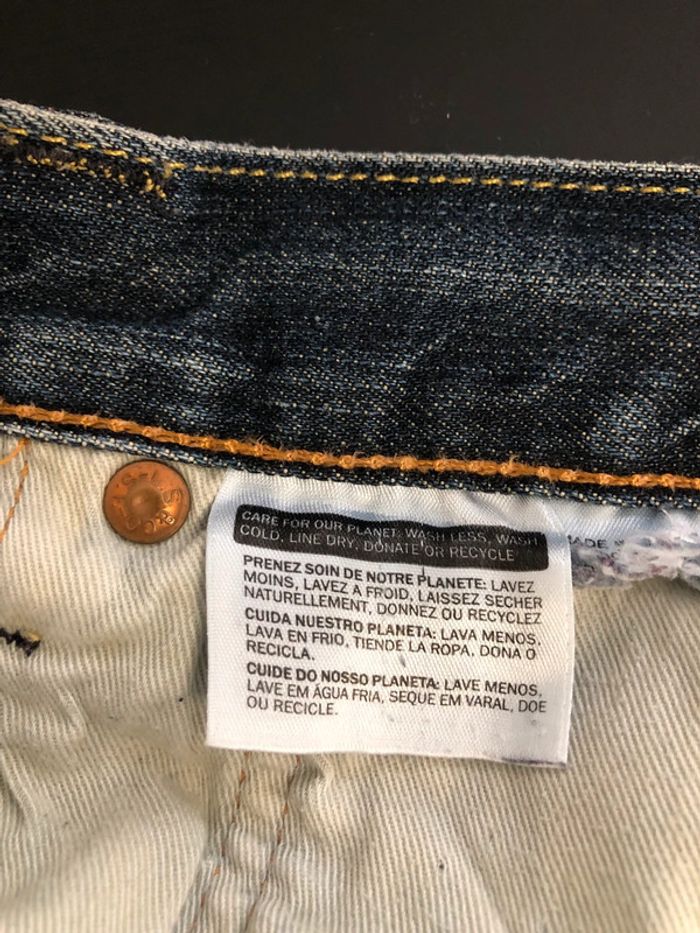 CARE FOR OUR PLANET: WASH LESS, WASH
COLD, LINE DRY, DONATE OR RECYCLE
PRENEZ SOIN DE NOTRE PLANETE: LAVEZ
MOINS, LAVEZ A FROID, LAISSEZ SECHER
NATURELLEMENT, DONNEZ OU RECYCLEZ
CUIDA NUESTRO PLANETA: LAVA MENOS,
LAVA EN FRIO, TIENDE LA ROPA, DONA O
RECICLA.
CUIDE DO NOSSO PLANETA: LAVE MENOS,
LAVE EM ÁGUA FRIA, SEQUE EM VARAL, DOE
OU RECICLE.
MADE